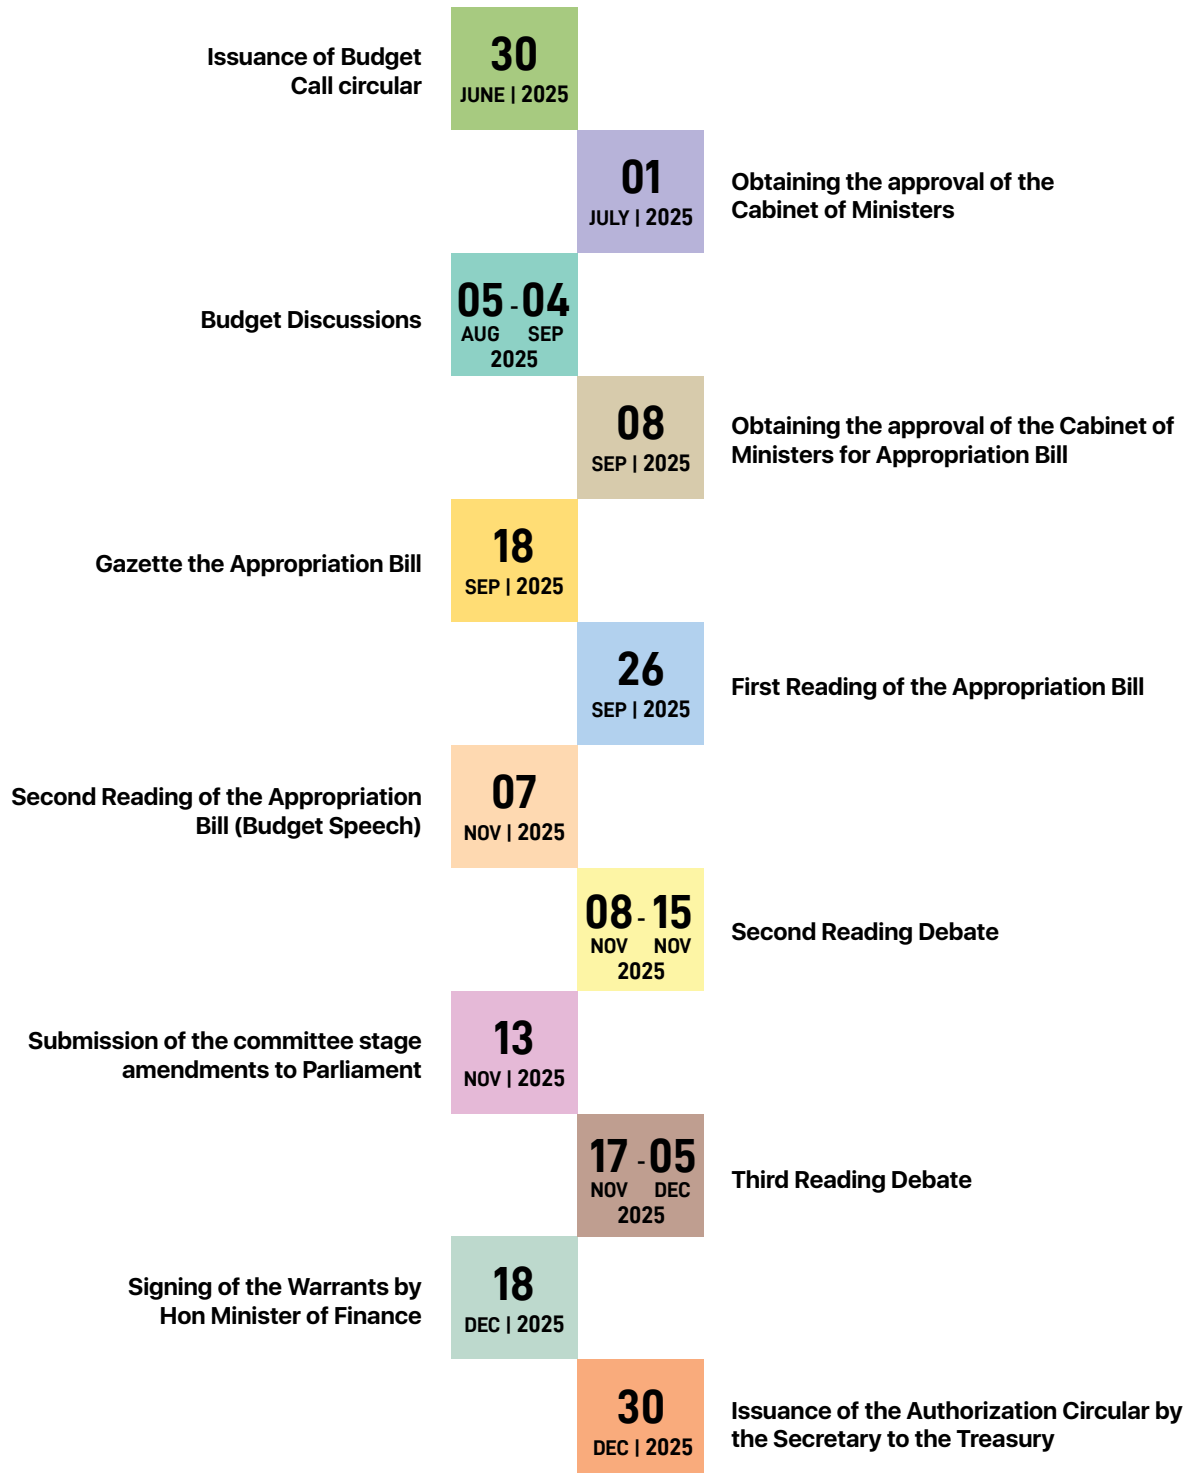 Issuance of Budget
Call circular
30
JUNE | 2025
01
JULY | 2025
Obtaining the approval of the
Cabinet of Ministers
Budget Discussions
05 - 04
AUG SEP
2025
08
SEP | 2025
Obtaining the approval of the Cabinet of
Ministers for Appropriation Bill
Gazette the Appropriation Bill
18
SEP | 2025
26
SEP | 2025
First Reading of the Appropriation Bill
Second Reading of the Appropriation
Bill (Budget Speech)
07
NOV | 2025
08 - 15
NOV NOV
2025
Second Reading Debate
Submission of the committee stage
amendments to Parliament
13
NOV | 2025
17 - 05
NOV DEC
2025
Third Reading Debate
Signing of the Warrants by
Hon Minister of Finance
18
DEC | 2025
30
DEC | 2025
Issuance of the Authorization Circular by
the Secretary to the Treasury